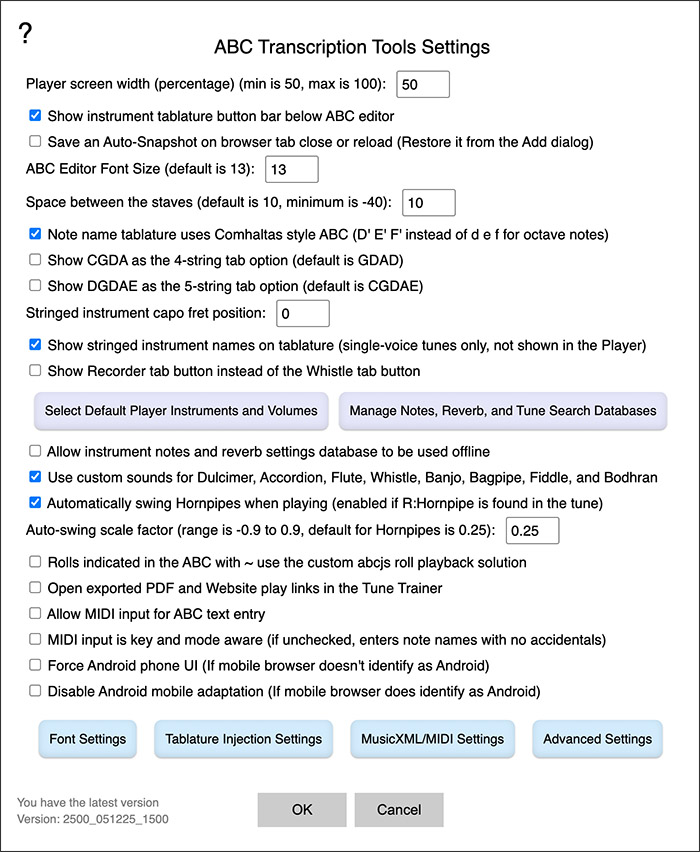 ?
ABC Transcription Tools Settings
Player screen width (percentage) (min is 50, max is 100): 50
Show instrument tablature button bar below ABC editor
Save an Auto-Snapshot on browser tab close or reload (Restore it from the Add dialog)
ABC Editor Font Size (default is 13): 13
Space between the staves (default is 10, minimum is -40): 10
Note name tablature uses Comhaltas style ABC (D' E' F' instead of d e f for octave notes)
Show CGDA as the 4-string tab option (default is GDAD)
Show DGDAE as the 5-string tab option (default is CGDAE)
Stringed instrument capo fret position: 0
Show stringed instrument names on tablature (single-voice tunes only, not shown in the Player)
Show Recorder tab button instead of the Whistle tab button
Select Default Player Instruments and Volumes Manage Notes, Reverb, and Tune Search Databases
Allow instrument notes and reverb settings database to be used offline
Use custom sounds for Dulcimer, Accordion, Flute, Whistle, Banjo, Bagpipe, Fiddle, and Bodhran
Automatically swing Hornpipes when playing (enabled if R:Hornpipe is found in the tune)
Auto-swing scale factor (range is -0.9 to 0.9, default for Hornpipes is 0.25): 0.25
Rolls indicated in the ABC with ~ use the custom abcjs roll playback solution
Open exported PDF and Website play links in the Tune Trainer
Allow MIDI input for ABC text entry
MIDI input is key and mode aware (if unchecked, enters note names with no accidentals)
Force Android phone UI (If mobile browser doesn't identify as Android)
Disable Android mobile adaptation (If mobile browser does identify as Android)
Font Settings Tablature Injection Settings MusicXML/MIDI Settings Advanced Settings
You have the latest version
Version: 2500_051225_1500
OK Cancel